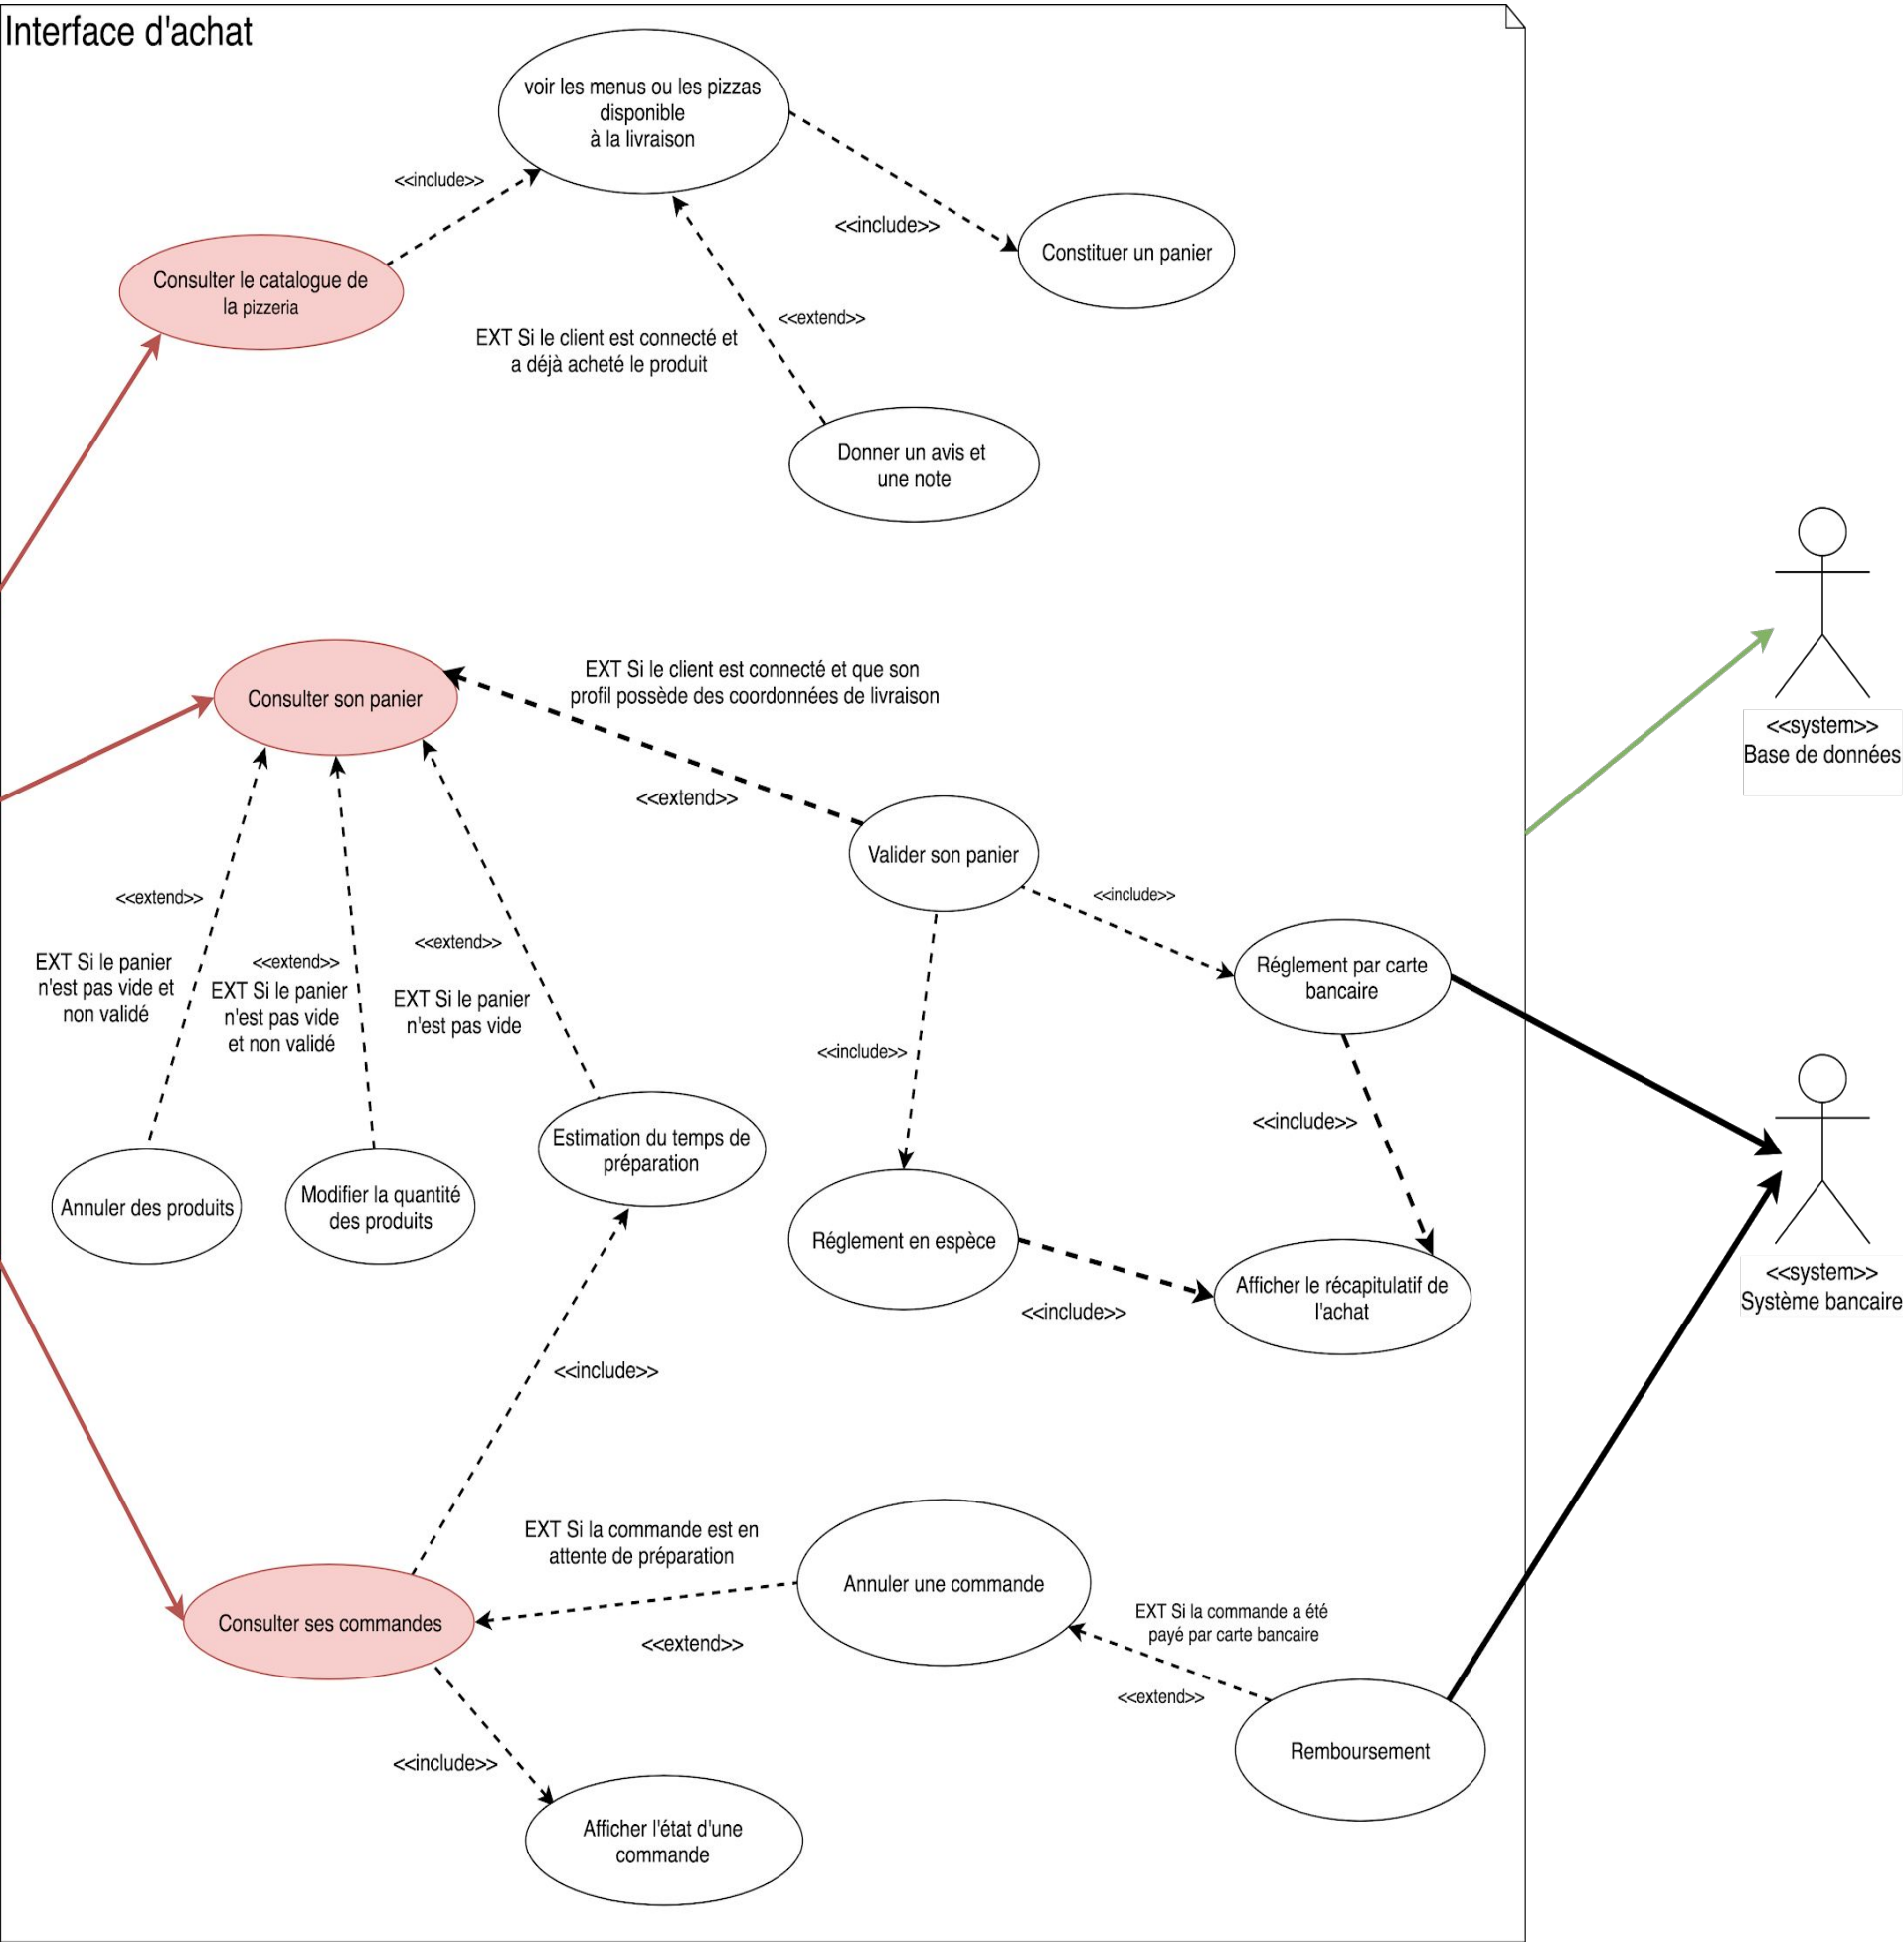 Interface d'achat
voir les menus ou les pizzas
disponible
à la livraison
<<include>>
<<include>>
Constituer un panier
Consulter le catalogue de
la pizzeria
<<extend>>
EXT Si le client est connecté et
a déjà acheté le produit
Donner un avis et
une note
<<system>>
Base de données
EXT Si le client est connecté et que son
profil possède des coordonnées de livraison
Consulter son panier
<<extend>>
Valider son panier
<<include>>
<<extend>>
EXT Si le panier
n'est pas vide et
non validé
<<extend>>
EXT Si le panier
n'est pas vide
et non validé
<<extend>>
EXT Si le panier
n'est pas vide
Réglement par carte
bancaire
<<include>>
<<include>>
Estimation du temps de
préparation
Annuler des produits
Modifier la quantité
des produits
Réglement en espèce
<<include>>
Afficher le récapitulatif de
l'achat
<<system>>
Système bancaire
<<include>>
EXT Si la commande est en
attente de préparation
Annuler une commande
Consulter ses commandes
<<extend>>
EXT Si la commande a été
payé par carte bancaire
<<extend>>
Remboursement
<<include>>
Afficher l'état d'une
commande